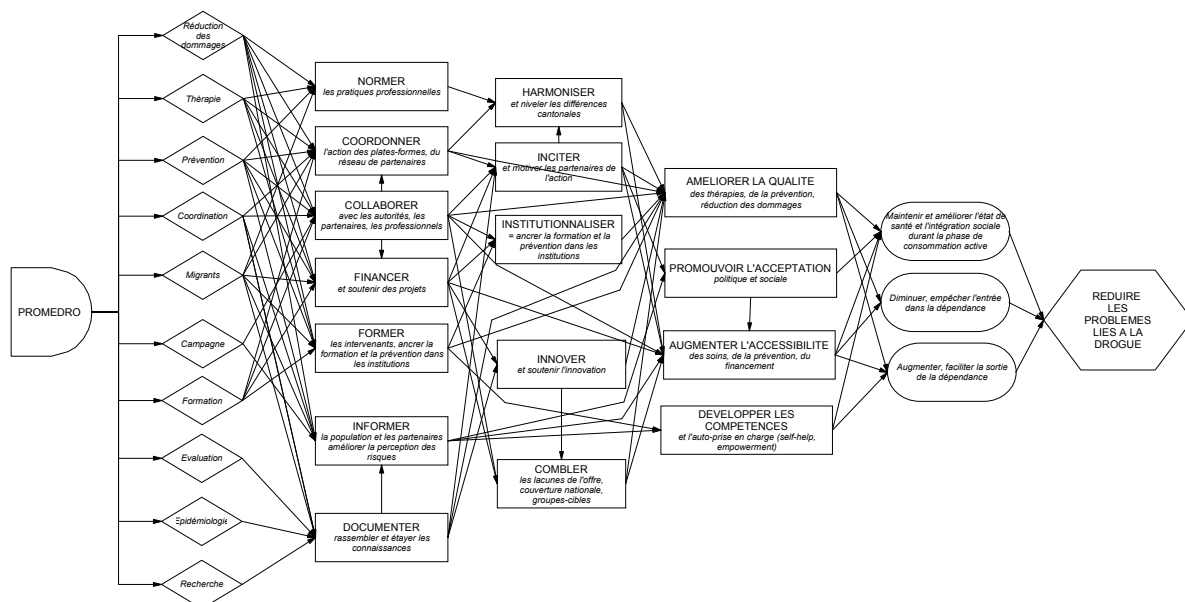 PROMEDRO
Réduction
des
dommages
Thérapie
Prévention
Coordination
Migrants
Campagne
Formation
Evaluation
Epidémiologie
Recherche
NORMER
les pratiques professionnelles
COORDONNER
l'action des plates-formes, du
réseau de partenaires
COLLABORER
avec les autorités, les
partenaires, les professionnels
FINANCER
et soutenir des projets
FORMER
les intervenants, ancrer la
formation et la prévention dans
les institutions
INFORMER
la population et les partenaires
améliorer la perception des
risques
DOCUMENTER
rassembler et étayer les
connaissances
HARMONISER
et niveler les différences
cantonales
INCITER
et motiver les partenaires de
l'action
INSTITUTIONNALISER
= ancrer la formation et la
prévention dans les
institutions
INNOVER
et soutenir l'innovation
COMBLER
les lacunes de l'offre,
couverture nationale,
groupes-cibles
AMELIORER LA QUALITE
des thérapies, de la prévention,
réduction des dommages
PROMOUVOIR L'ACCEPTATION
politique et sociale
AUGMENTER L'ACCESSIBILITE
des soins, de la prévention, du
financement
DEVELOPPER LES
COMPETENCES
et l'auto-prise en charge (self-help,
empowerment)
Maintenir et améliorer l'état de
santé et l'intégration sociale
durant la phase de
consommation active
Diminuer, empêcher l'entrée
dans la dépendance
Augmenter, faciliter la sortie
de la dépendance
REDUIRE
LES
PROBLEMES
LIES A LA
DROGUE